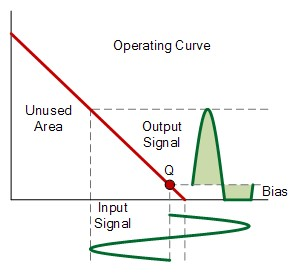 Operating Curve
Unused
Area
Output
Signal
Q
Bias
Input
Signal